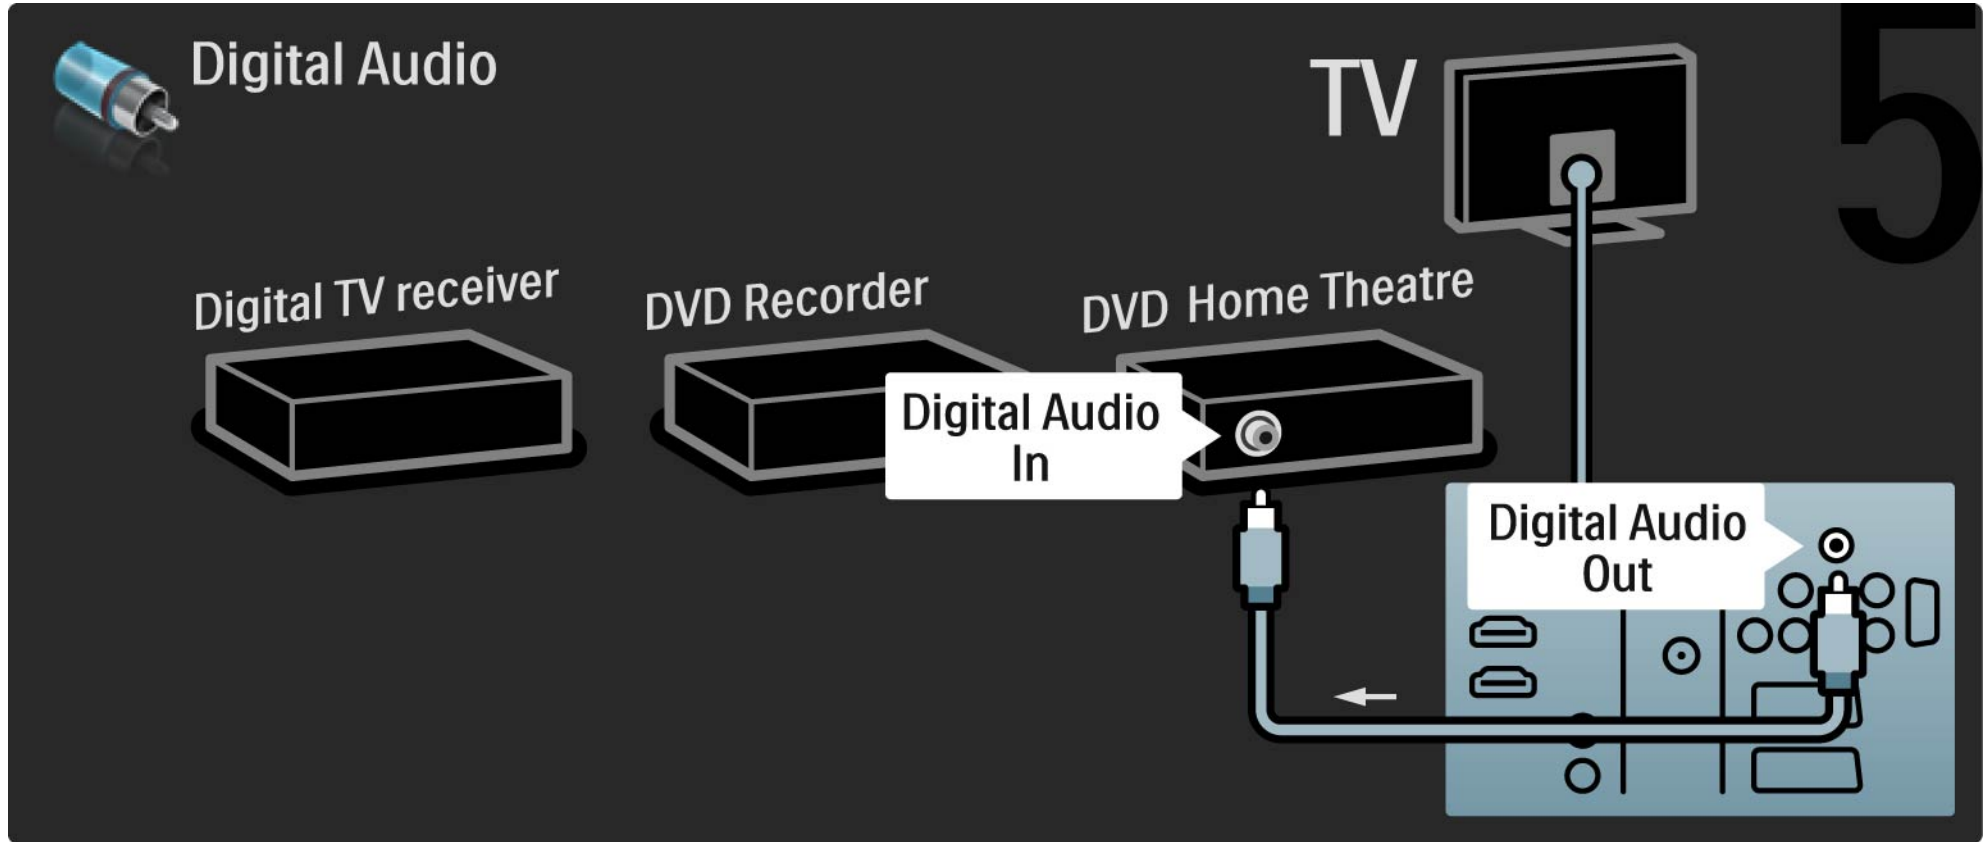 Digital Audio
TV
5
Digital TV receiver
DVD Recorder
DVD Home Theatre
Digital Audio
In
Digital Audio
Out